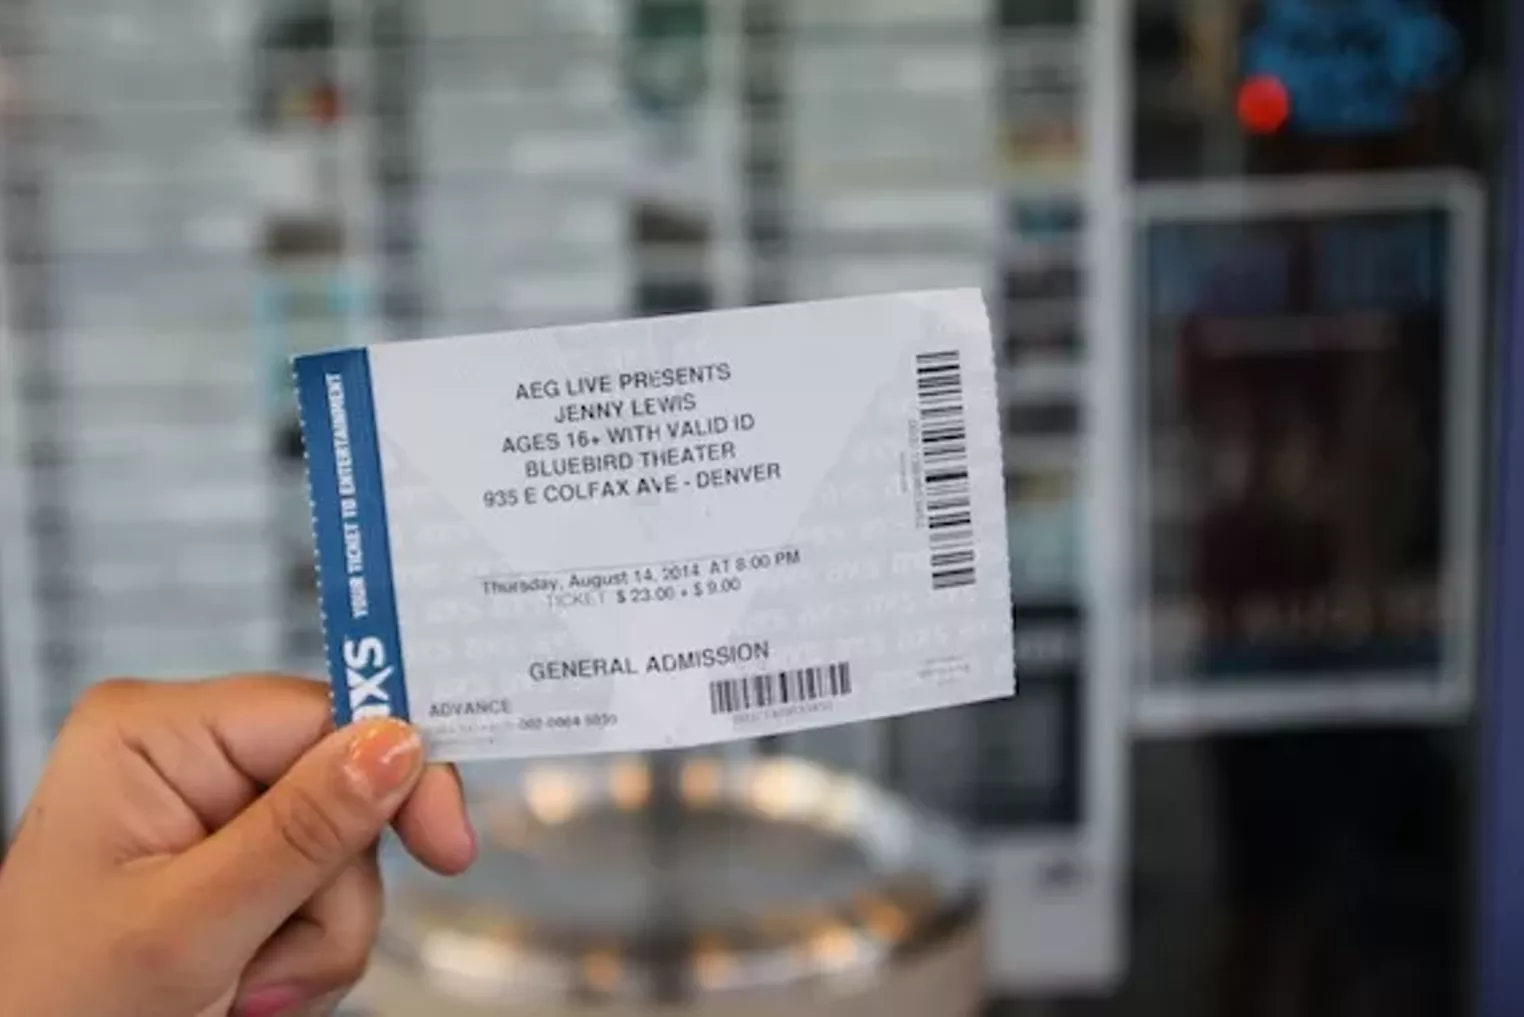 AEG LIVE PRESENTS
JENNY LEWIS
AGES 16+ WITH VALID ID
BLUEBIRD THEATER
935 E COLFAX AVE - DENVER
Thursday, August 14, 2014 AT 8:00 PM
TICKET $ 23.00 + $ 9.00
GENERAL ADMISSION
ADVANCE
YOUR TICKET TO ENTERTAINMENT
axs